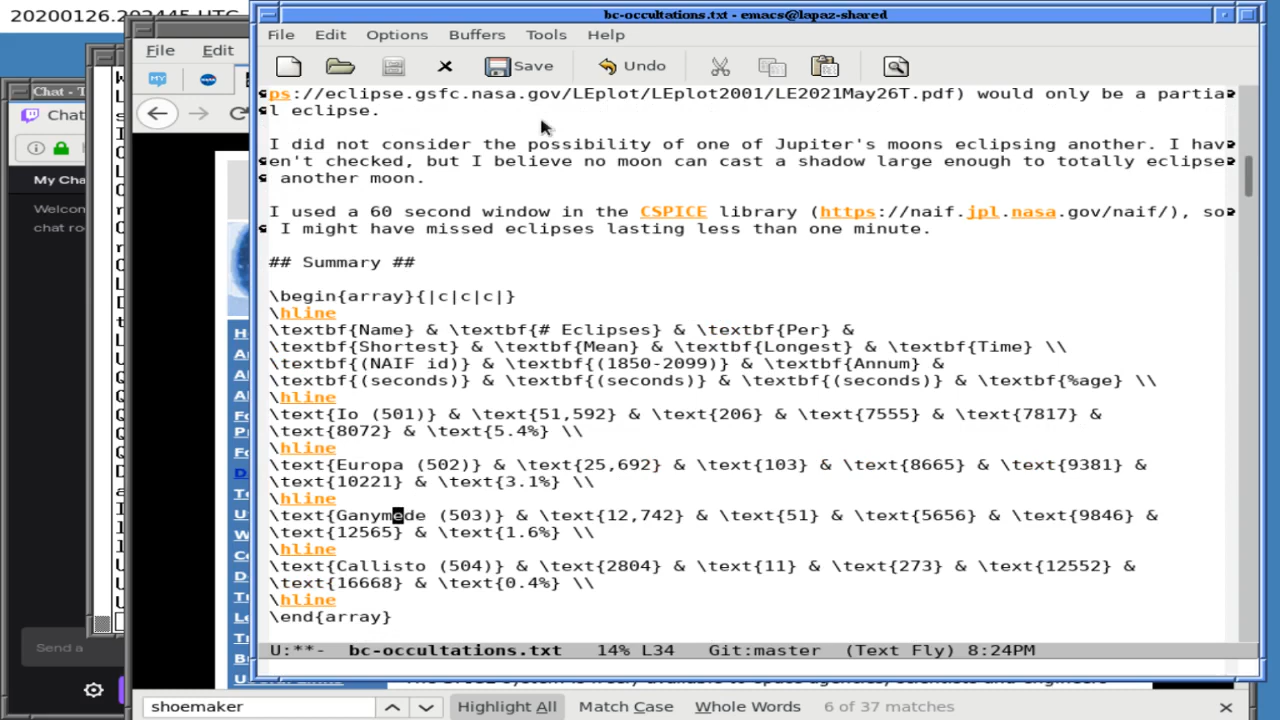 20200126.202445 UTC
bc-occultations.txt - emacs@lapaz-shared
File Edit Options Buffers Tools Help
Save Undo
ps://eclipse.gsfc.nasa.gov/LEplot/LEplot2001/LE2021May26T.pdf) would only be a partia
l eclipse.
I did not consider the possibility of one of Jupiter's moons eclipsing another. I hav
en't checked, but I believe no moon can cast a shadow large enough to totally eclipse
another moon.
I used a 60 second window in the CSPICE library (https://naif.jpl.nasa.gov/naif/), so
I might have missed eclipses lasting less than one minute.
## Summary ##
\begin{array}{|c|c|c|}
\hline
\textbf{Name} & \textbf{# Eclipses} & \textbf{Per} &
\textbf{Shortest} & \textbf{Mean} & \textbf{Longest} & \textbf{Time} \\
\textbf{(NAIF id)} & \textbf{(1850-2099)} & \textbf{Annum} &
\textbf{(seconds)} & \textbf{(seconds)} & \textbf{(seconds)} & \textbf{%age} \\
\hline
\text{Io (501)} & \text{51,592} & \text{206} & \text{7555} & \text{7817} &
\text{8072} & \text{5.4%} \\
\hline
\text{Europa (502)} & \text{25,692} & \text{103} & \text{8665} & \text{9381} &
\text{10221} & \text{3.1%} \\
\hline
\text{Ganymede (503)} & \text{12,742} & \text{51} & \text{5656} & \text{9846} &
\text{12565} & \text{1.6%} \\
\hline
\text{Callisto (504)} & \text{2804} & \text{11} & \text{273} & \text{12552} &
\text{16668} & \text{0.4%} \\
\hline
\end{array}
U:**- bc-occultations.txt 14% L34 Git:master (Text Fly) 8:24PM
File Edit
MY
Chat - T
Chat
My Cha
Welcon
chat roo
Send a
shoemaker Highlight All Match Case Whole Words 6 of 37 matches